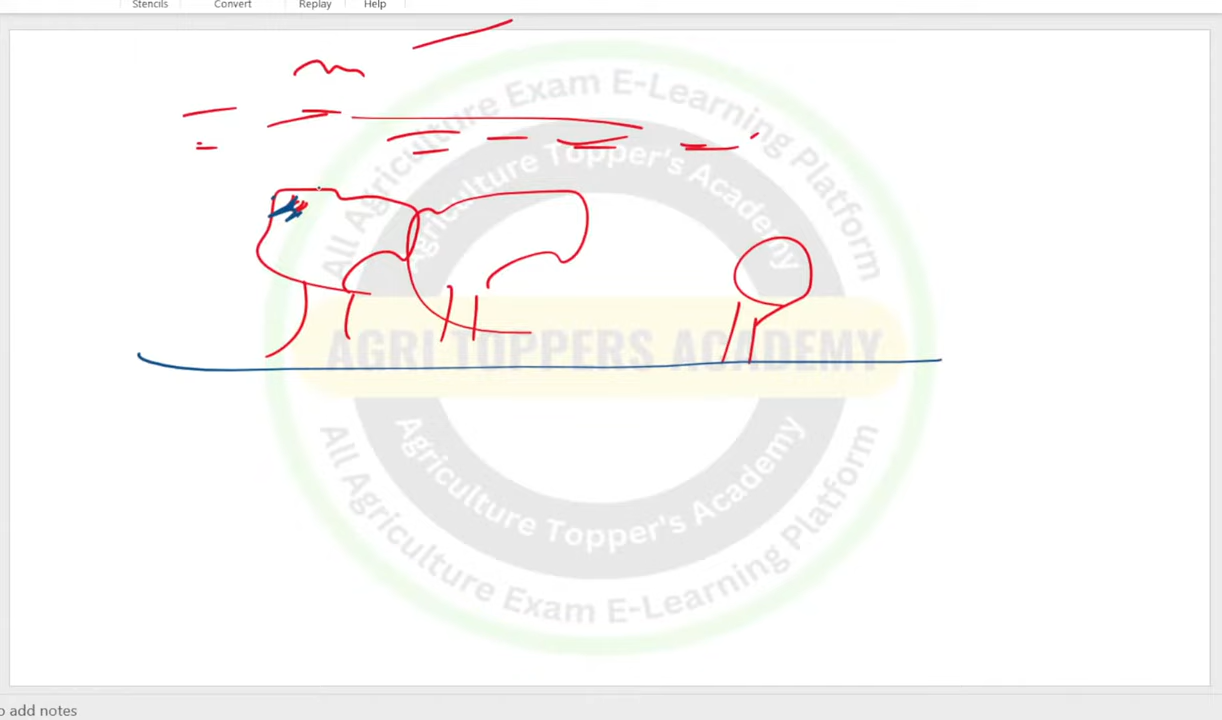 Stencils Convert Replay Help
All Agriculture Exam E-Learning Platform
Agriculture Topper's Academy
AGRI TOPPERS ACADEMY
Agriculture Topper's Academy
All Agriculture Exam E-Learning Platform
o add notes